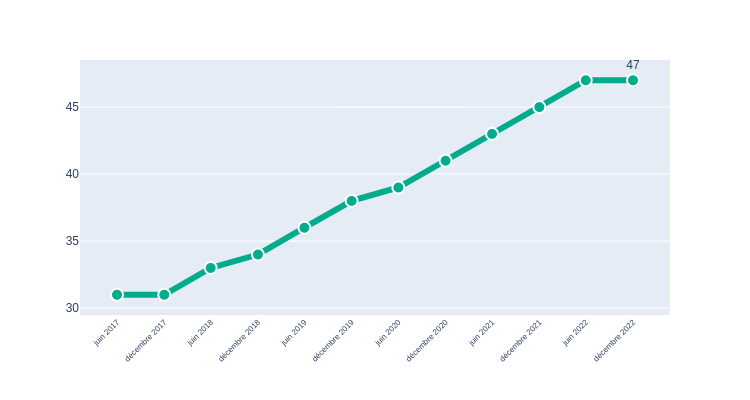 47
45
40
35
30
juin 2017
décembre 2017
juin 2018
décembre 2018
juin 2019
décembre 2019
juin 2020
décembre 2020
juin 2021
décembre 2021
juin 2022
décembre 2022